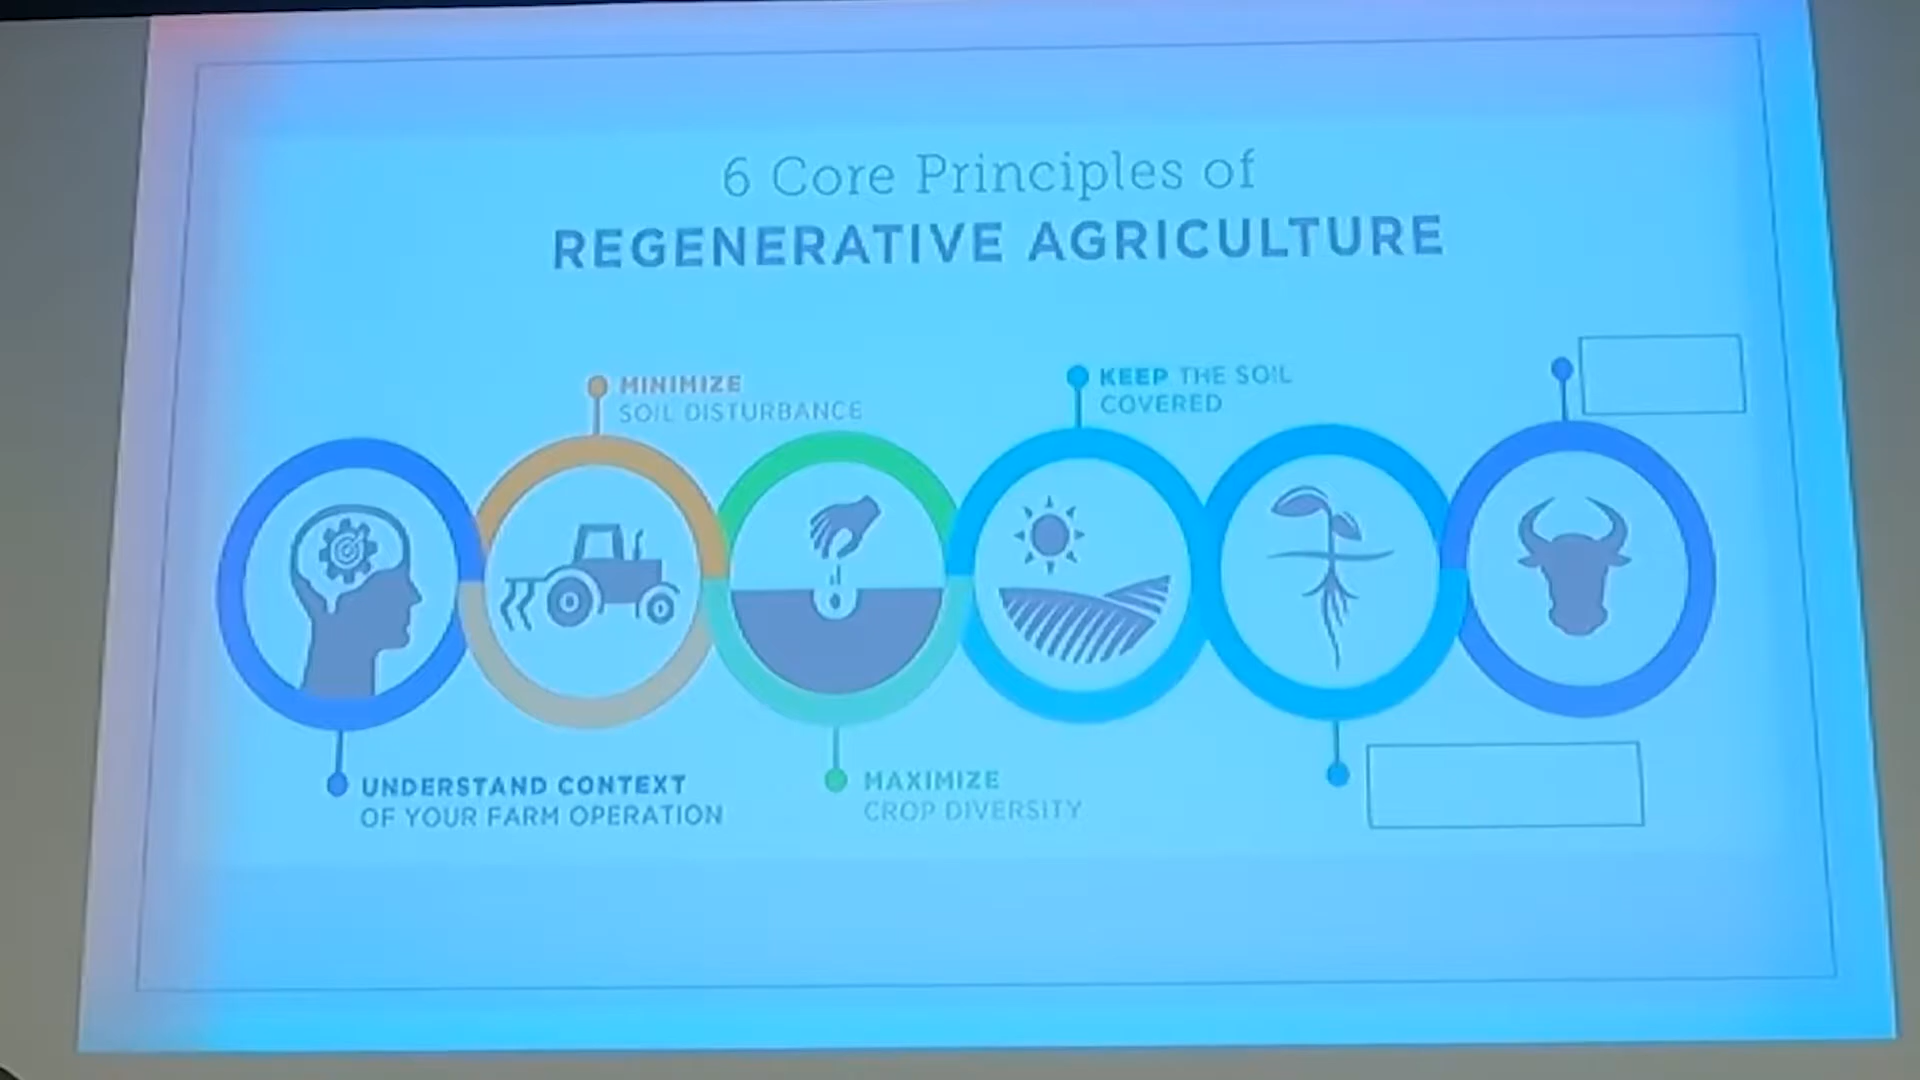 6 Core Principles of
REGENERATIVE AGRICULTURE
MINIMIZE
SOIL DISTURBANCE
KEEP THE SOIL
COVERED
UNDERSTAND CONTEXT
OF YOUR FARM OPERATION
MAXIMIZE
CROP DIVERSITY